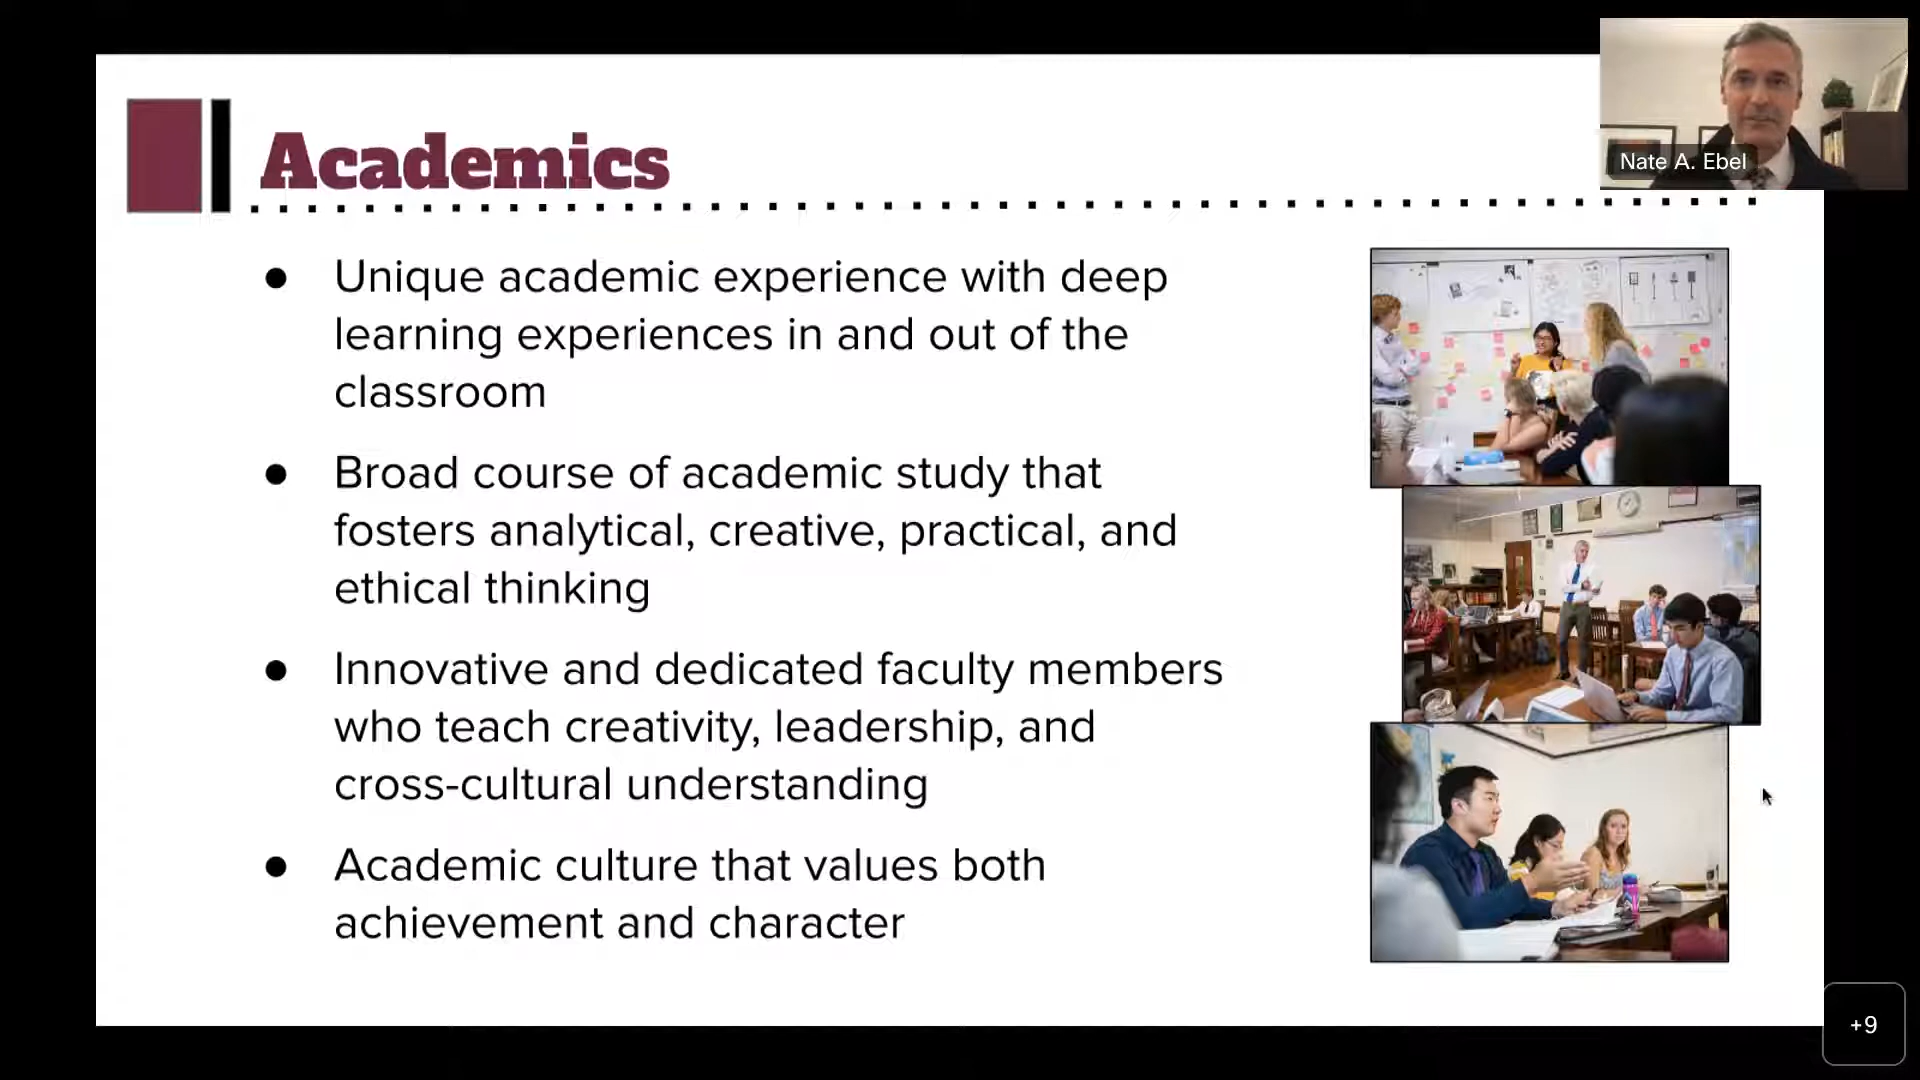 Nate A. Ebel
Academics
● Unique academic experience with deep
learning experiences in and out of the
classroom
● Broad course of academic study that
fosters analytical, creative, practical, and
ethical thinking
● Innovative and dedicated faculty members
who teach creativity, leadership, and
cross-cultural understanding
● Academic culture that values both
achievement and character
+9